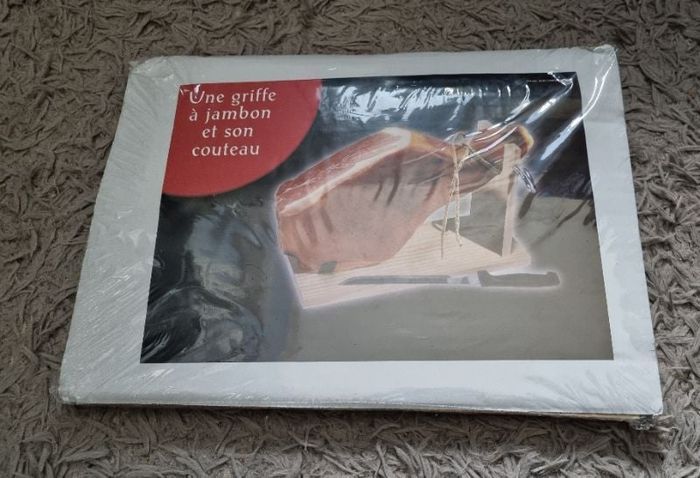 Une griffe
à jambon
et son
couteau